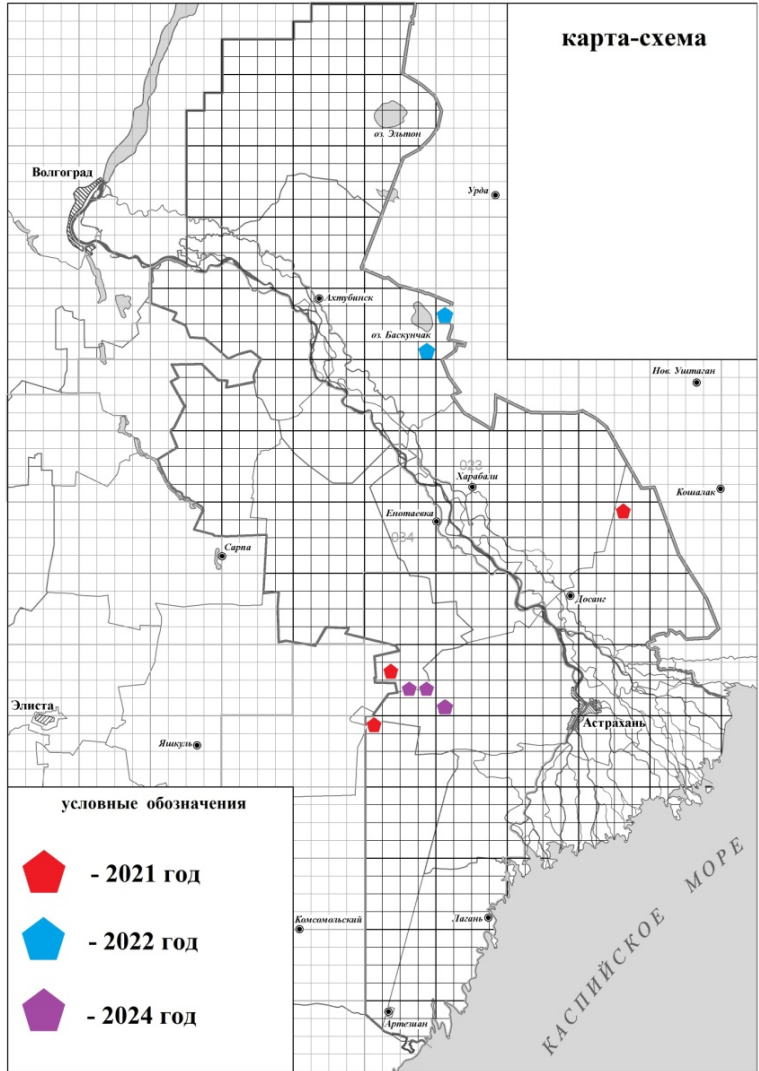 карта-схема
оз. Эльтон
Волгоград
Урда
Ахтубинск
оз. Баскунчак
Нов. Уштаган
023
Харабали
Кошалак
Енотаевка
034
Сарпа
Досанг
Элиста
Астрахань
Яшкуль
условные обозначения
- 2021 год
- 2022 год
- 2024 год
Комсомольский
Лагань
Артезиан
КАСПИЙСКОЕ МОРЕ